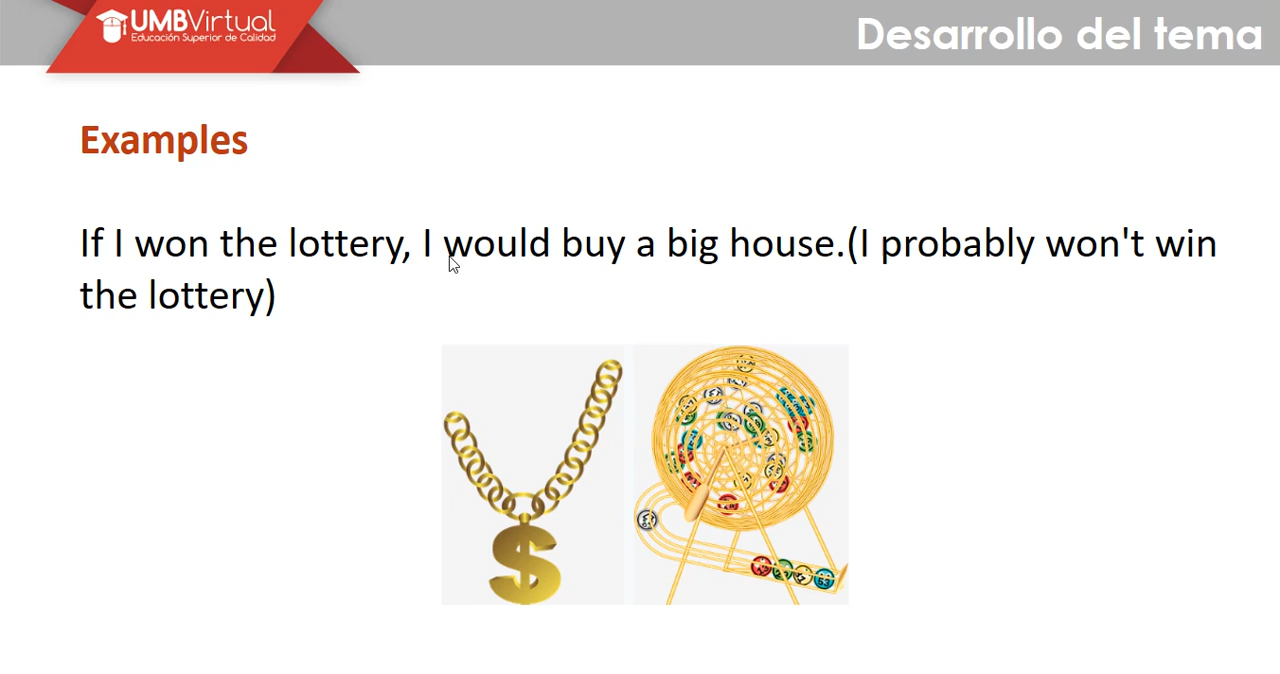 UMBVirtual
Educación Superior de Calidad
Desarrollo del tema
Examples
If I won the lottery, I would buy a big house.(I probably won't win
the lottery)
$
53